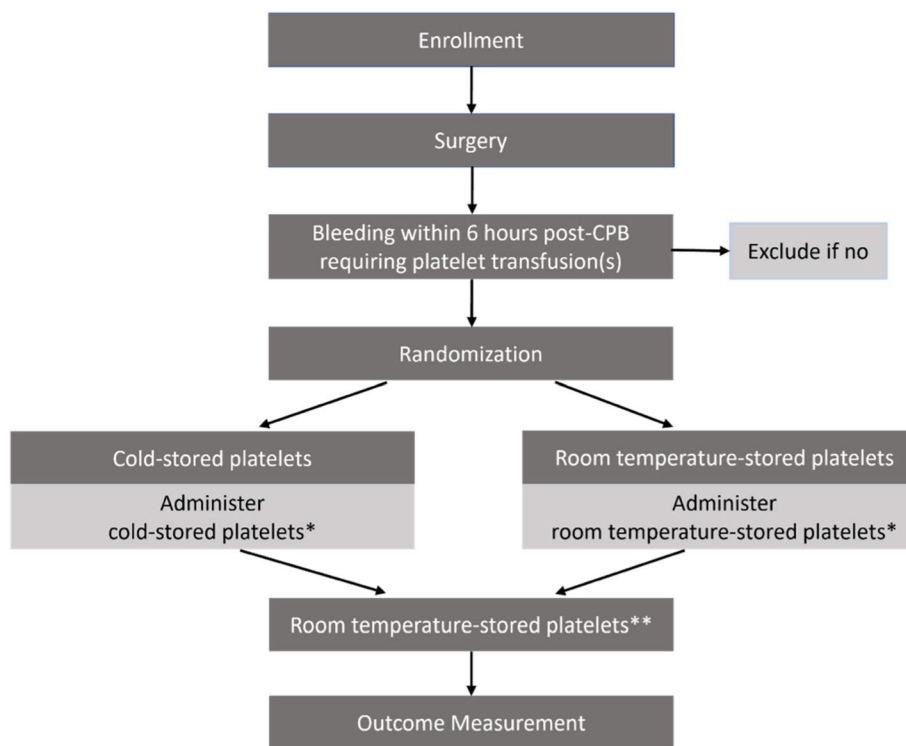 Enrollment
Surgery
Bleeding within 6 hours post-CPB
requiring platelet transfusion(s)
Exclude if no
Randomization
Cold-stored platelets
Administer
cold-stored platelets*
Room temperature-stored platelets
Administer
room temperature-stored platelets*
Room temperature-stored platelets**
Outcome Measurement